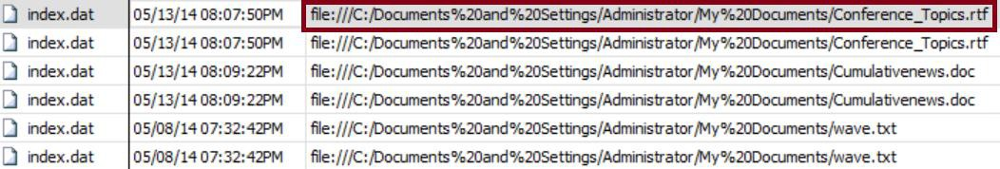 index.dat 05/13/14 08:07:50PM file:///C:/Documents%20and%20Settings/Administrator/My%20Documents/Conference_Topics.rtf
index.dat 05/13/14 08:07:50PM file:///C:/Documents%20and%20Settings/Administrator/My%20Documents/Conference_Topics.rtf
index.dat 05/13/14 08:09:22PM file:///C:/Documents%20and%20Settings/Administrator/My%20Documents/Cumulativenews.doc
index.dat 05/13/14 08:09:22PM file:///C:/Documents%20and%20Settings/Administrator/My%20Documents/Cumulativenews.doc
index.dat 05/08/14 07:32:42PM file:///C:/Documents%20and%20Settings/Administrator/My%20Documents/wave.txt
index.dat 05/08/14 07:32:42PM file:///C:/Documents%20and%20Settings/Administrator/My%20Documents/wave.txt